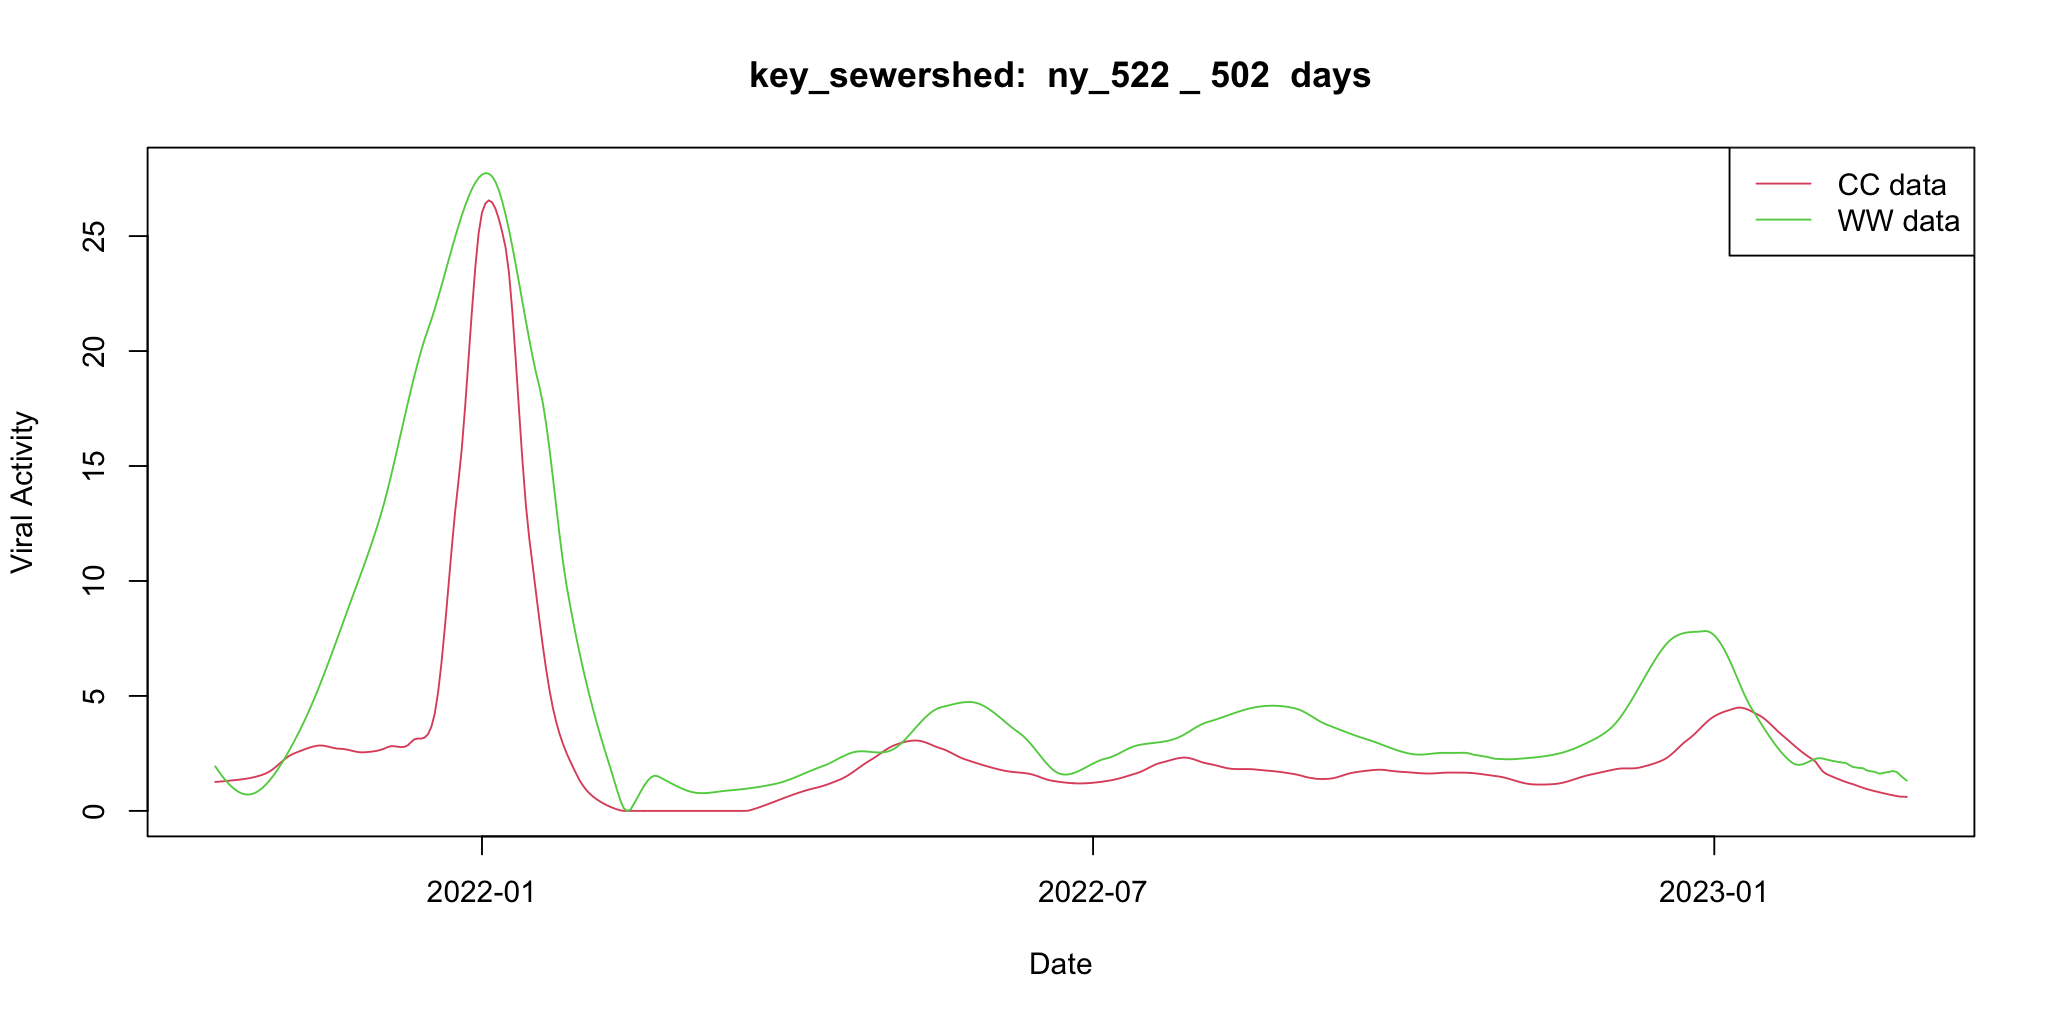 key_sewershed:  ny_522 _ 502  days
CC data
WW data
Viral Activity
25
20
15
10
5
0
2022-01
2022-07
2023-01
Date